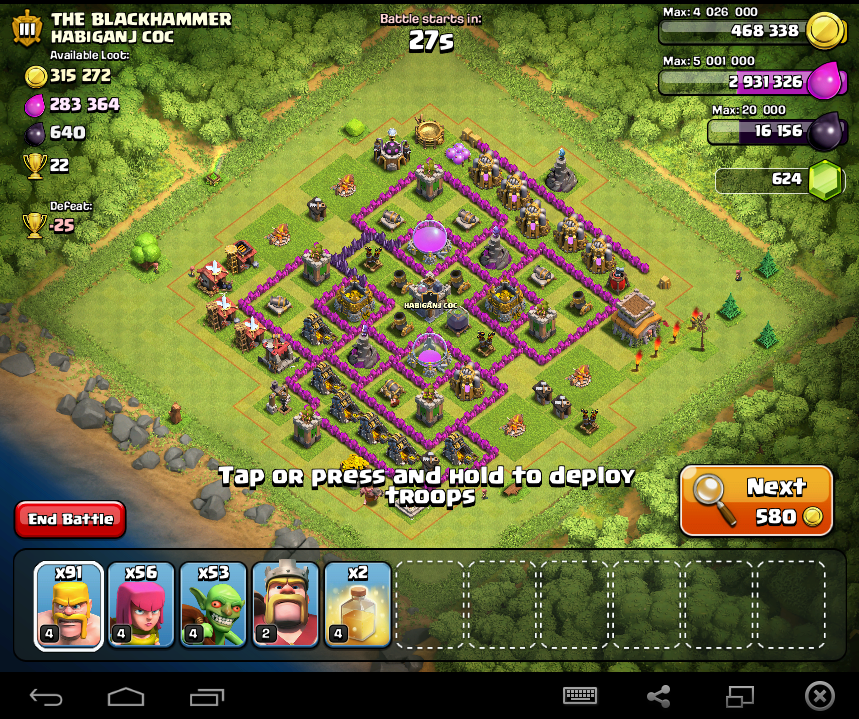 III
THE BLACKHAMMER
HABIGANJ COC
Available Loot:
315 272
283 364
640
22
Defeat:
-25
Battle starts in:
27s
Max: 4 026 000
468 338
Max: 5 001 000
2 931 326
Max: 20 000
16 156
624
HABIGANJ COC
Tap or press and hold to deploy
troops
End Battle
Next
580
x91
x56
x53
x2
4
4
4
2
4